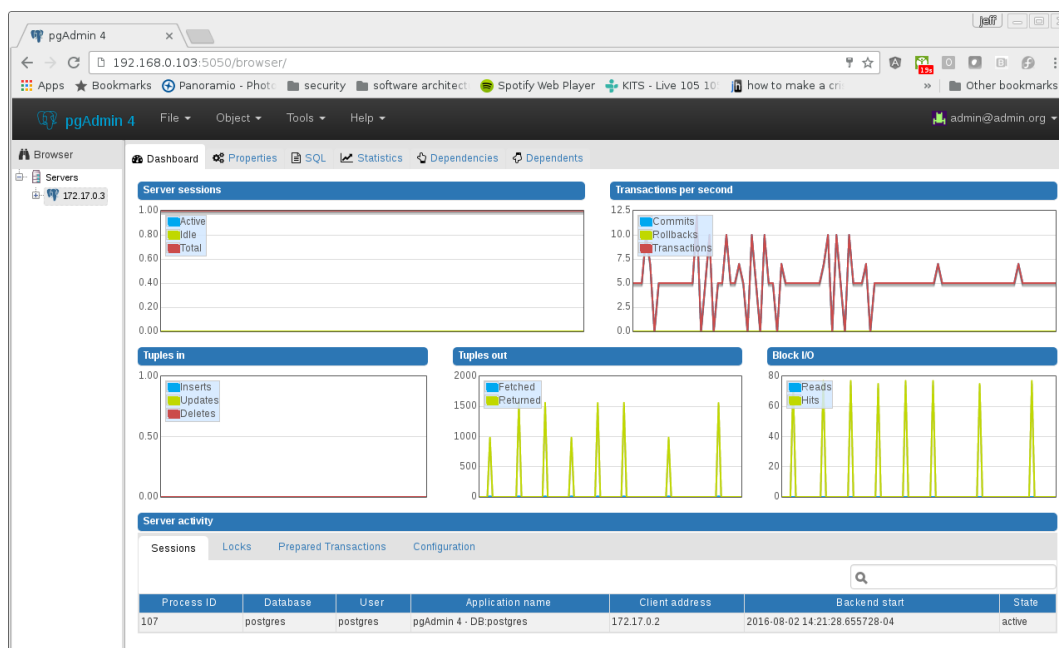 jeff
pgAdmin 4
192.168.0.103:5050/browser/
19s
Apps Bookmarks Panoramio - Phot security software architect Spotify Web Player KITS - Live 105 10 how to make a cri » Other bookmarks
pgAdmin 4 File Object Tools Help admin@admin.org
Browser
Dashboard Properties SQL Statistics Dependencies Dependents
Servers
172.17.0.3
Server sessions
1.00
0.80
0.60
0.40
0.20
0.00
Active
Idle
Total
Transactions per second
12.5
10.0
7.5
5.0
2.5
0.0
Commits
Rollbacks
Transactions
Tuples in
1.00
0.50
0.00
Inserts
Updates
Deletes
Tuples out
2000
1500
1000
500
0
Fetched
Returned
Block I/O
80
60
40
20
0
Reads
Hits
Server activity
Sessions Locks Prepared Transactions Configuration
Process ID Database User Application name Client address Backend start State
107 postgres postgres pgAdmin 4 - DB:postgres 172.17.0.2 2016-08-02 14:21:28.655728-04 active